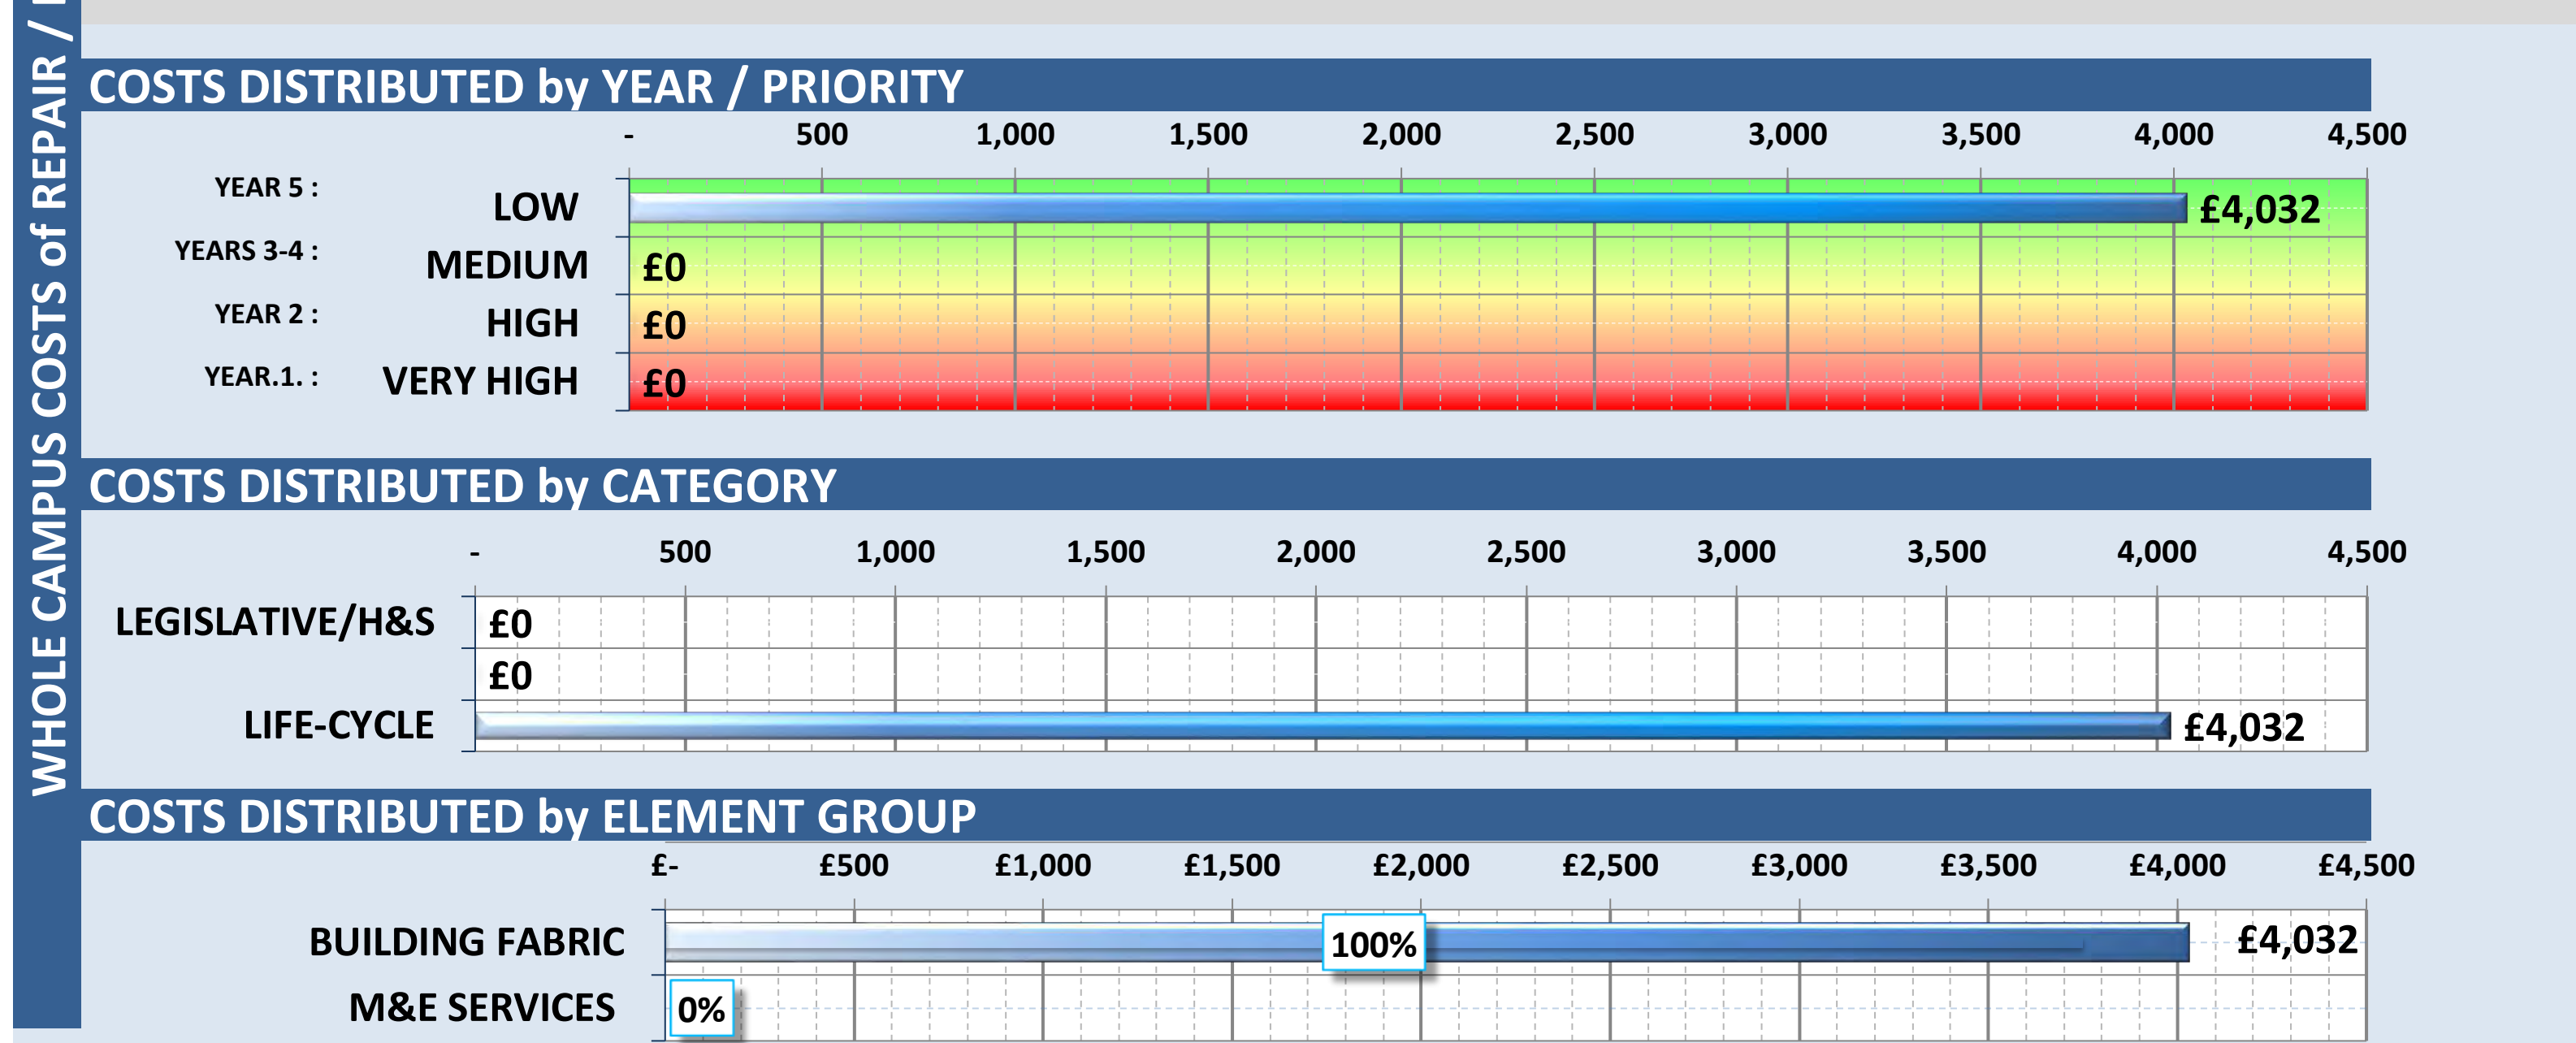 WHOLE CAMPUS COSTS of REPAIR /
COSTS DISTRIBUTED by YEAR / PRIORITY
- 500 1,000 1,500 2,000 2,500 3,000 3,500 4,000 4,500
YEAR 5 : LOW £4,032
YEARS 3-4 : MEDIUM £0
YEAR 2 : HIGH £0
YEAR.1. : VERY HIGH £0
COSTS DISTRIBUTED by CATEGORY
- 500 1,000 1,500 2,000 2,500 3,000 3,500 4,000 4,500
LEGISLATIVE/H&S £0
£0
LIFE-CYCLE £4,032
COSTS DISTRIBUTED by ELEMENT GROUP
£- £500 £1,000 £1,500 £2,000 £2,500 £3,000 £3,500 £4,000 £4,500
BUILDING FABRIC 100% £4,032
M&E SERVICES 0%